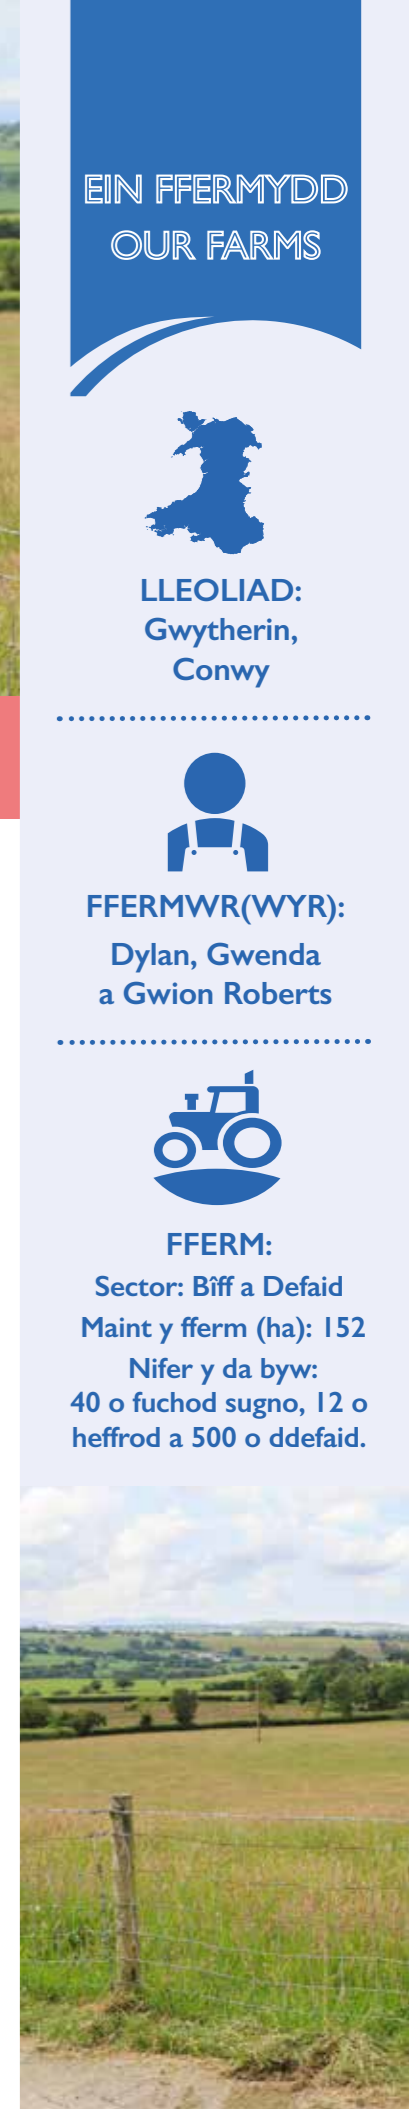 EIN FFERMYDD
OUR FARMS
LLEOLIAD:
Gwytherin,
Conwy
FFERMWR(WYR):
Dylan, Gwenda
a Gwion Roberts
FFERM:
Sector: Bîff a Defaid
Maint y fferm (ha): 152
Nifer y da byw:
40 o fuchod sugno, 12 o
heffrod a 500 o ddefaid.